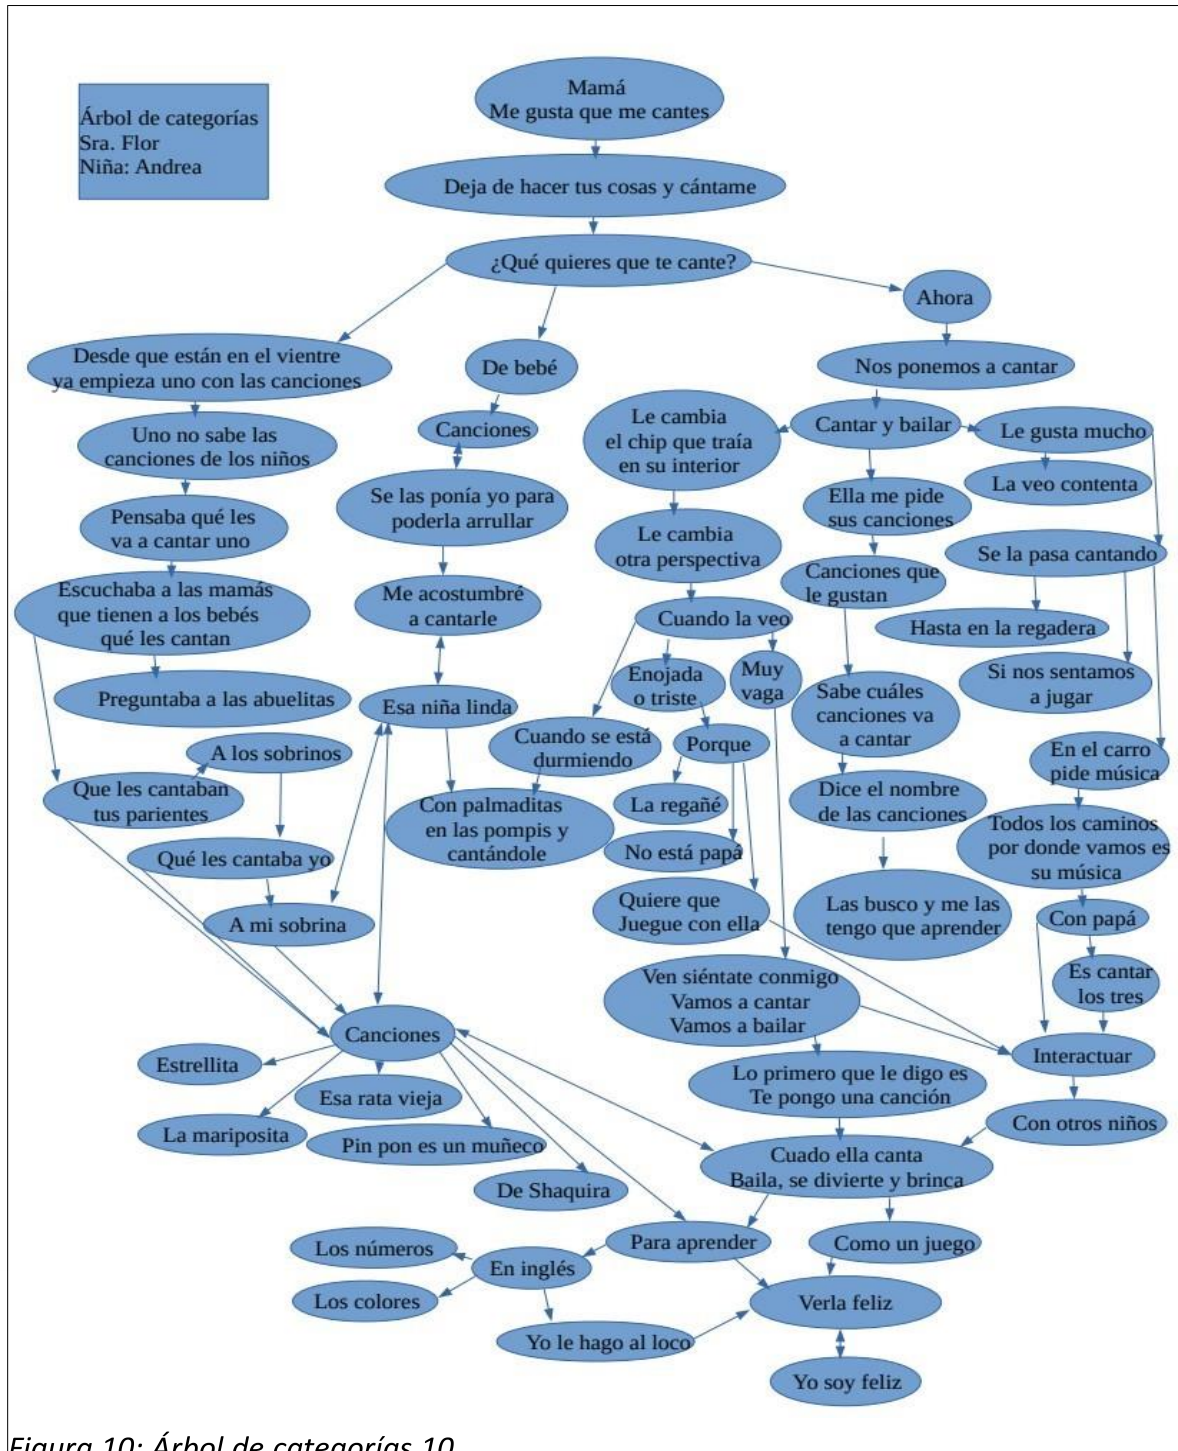 Árbol de categorías
Sra. Flor
Niña: Andrea
Mamá
Me gusta que me cantes
Deja de hacer tus cosas y cántame
¿Qué quieres que te cante?
Ahora
Desde que están en el vientre
ya empieza uno con las canciones
De bebé
Nos ponemos a cantar
Uno no sabe las
canciones de los niños
Canciones
Le cambia
el chip que traía
en su interior
Cantar y bailar
Le gusta mucho
La veo contenta
Pensaba qué les
va a cantar uno
Se las ponía yo para
poderla arrullar
Le cambia
otra perspectiva
Ella me pide
sus canciones
Se la pasa cantando
Escuchaba a las mamás
que tienen a los bebés
qué les cantan
Me acostumbré
a cantarle
Cuando la veo
Canciones que
le gustan
Hasta en la regadera
Preguntaba a las abuelitas
Esa niña linda
Enojada
o triste
Muy
vaga
Sabe cuáles
canciones va
a cantar
Si nos sentamos
a jugar
A los sobrinos
Cuando se está
durmiendo
Porque
En el carro
pide música
Que les cantaban
tus parientes
Con palmaditas
en las pompis y
cantándole
La regañé
Dice el nombre
de las canciones
Todos los caminos
por donde vamos es
su música
Qué les cantaba yo
No está papá
A mi sobrina
Quiere que
Juegue con ella
Las busco y me las
tengo que aprender
Con papá
Ven siéntate conmigo
Vamos a cantar
Vamos a bailar
Es cantar
los tres
Canciones
Interactuar
Estrellita
Esa rata vieja
Lo primero que le digo es
Te pongo una canción
La mariposita
Pin pon es un muñeco
Con otros niños
De Shaquira
Cuado ella canta
Baila, se divierte y brinca
Los números
En inglés
Para aprender
Como un juego
Los colores
Verla feliz
Yo le hago al loco
Yo soy feliz
Figura 10: Árbol de categorías 10